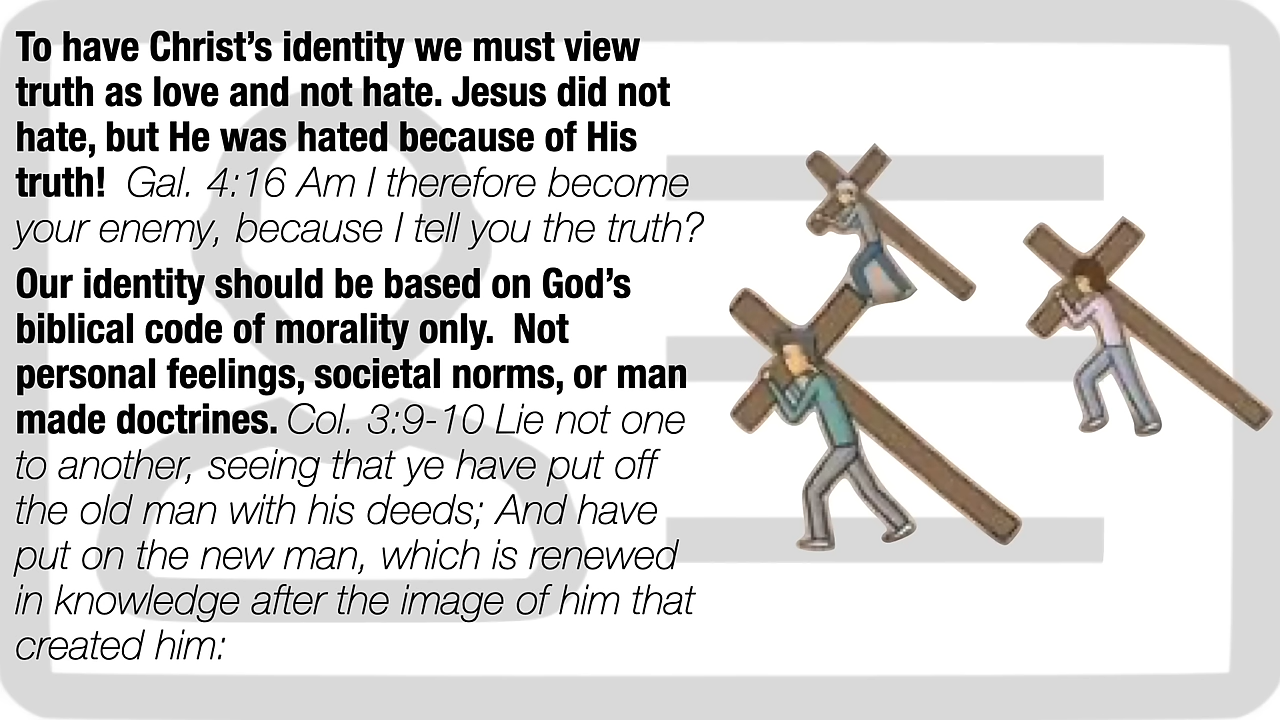 To have Christ’s identity we must view
truth as love and not hate. Jesus did not
hate, but He was hated because of His
truth!  Gal. 4:16 Am I therefore become
your enemy, because I tell you the truth?
Our identity should be based on God’s
biblical code of morality only.  Not
personal feelings, societal norms, or man
made doctrines. Col. 3:9-10 Lie not one
to another, seeing that ye have put off
the old man with his deeds; And have
put on the new man, which is renewed
in knowledge after the image of him that
created him: